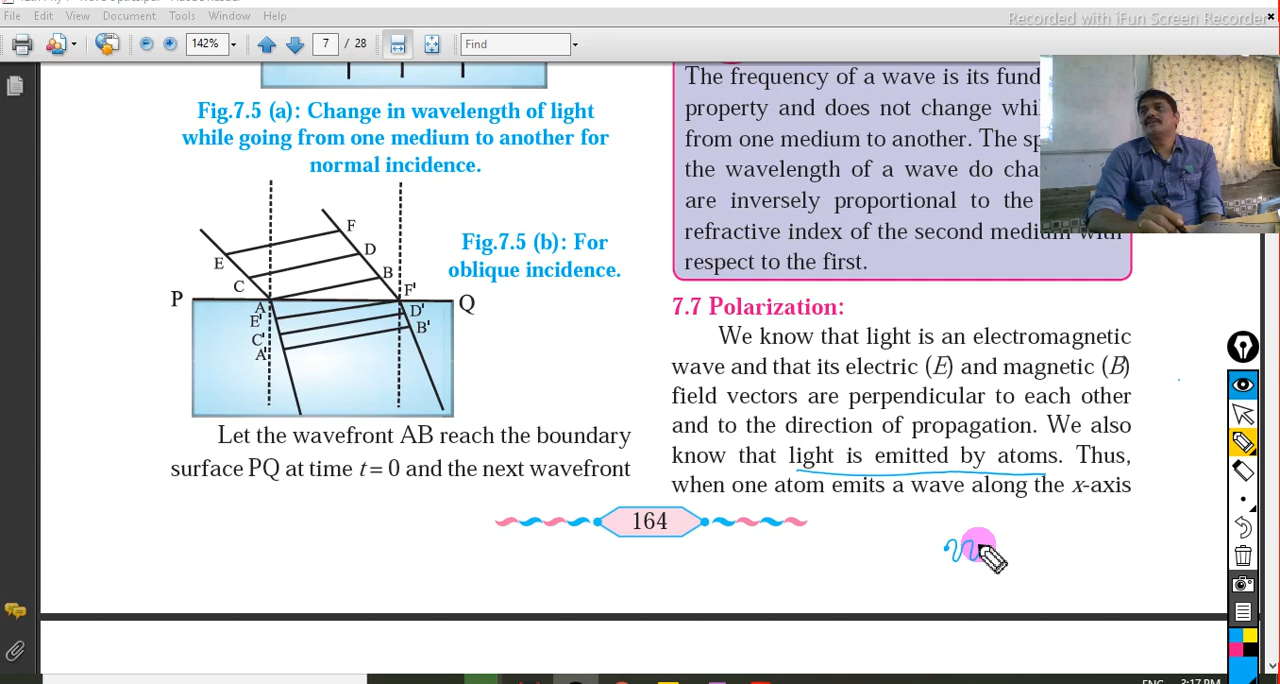 File Edit View Document Tools Window Help
Recorded with iFun Screen Recorder
142%
7 / 28
Find
Fig.7.5 (a): Change in wavelength of light
while going from one medium to another for
normal incidence.
F
E
D
C
B
P
A
F'
Q
E'
D'
C'
B'
A'
Fig.7.5 (b): For
oblique incidence.
Let the wavefront AB reach the boundary
surface PQ at time t = 0 and the next wavefront
The frequency of a wave is its fund
property and does not change whi
from one medium to another. The sp
the wavelength of a wave do cha
are inversely proportional to the
refractive index of the second medium with
respect to the first.
7.7 Polarization:
We know that light is an electromagnetic
wave and that its electric (E) and magnetic (B)
field vectors are perpendicular to each other
and to the direction of propagation. We also
know that light is emitted by atoms. Thus,
when one atom emits a wave along the x-axis
164